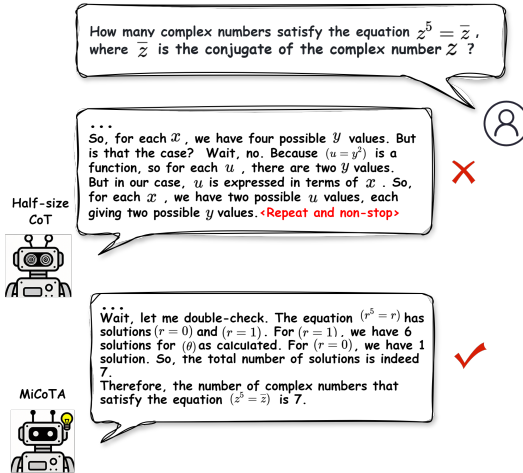 How many complex numbers satisfy the equation $z^5 = \overline{z}$,
where $\overline{z}$ is the conjugate of the complex number $z$ ?
...
So, for each $x$, we have four possible $y$ values. But
is that the case? Wait, no. Because $(u = y^2)$ is a
function, so for each $u$, there are two $y$ values.
But in our case, $u$ is expressed in terms of $x$. So,
for each $x$, we have two possible $u$ values, each
giving two possible $y$ values.<Repeat and non-stop>
Half-size
CoT
...
Wait, let me double-check. The equation $(r^5 = r)$ has
solutions $(r = 0)$ and $(r = 1)$. For $(r = 1)$, we have 6
solutions for $(\theta)$ as calculated. For $(r = 0)$, we have 1
solution. So, the total number of solutions is indeed
7.
Therefore, the number of complex numbers that
satisfy the equation $(z^5 = \overline{z})$ is 7.
MiCoTA